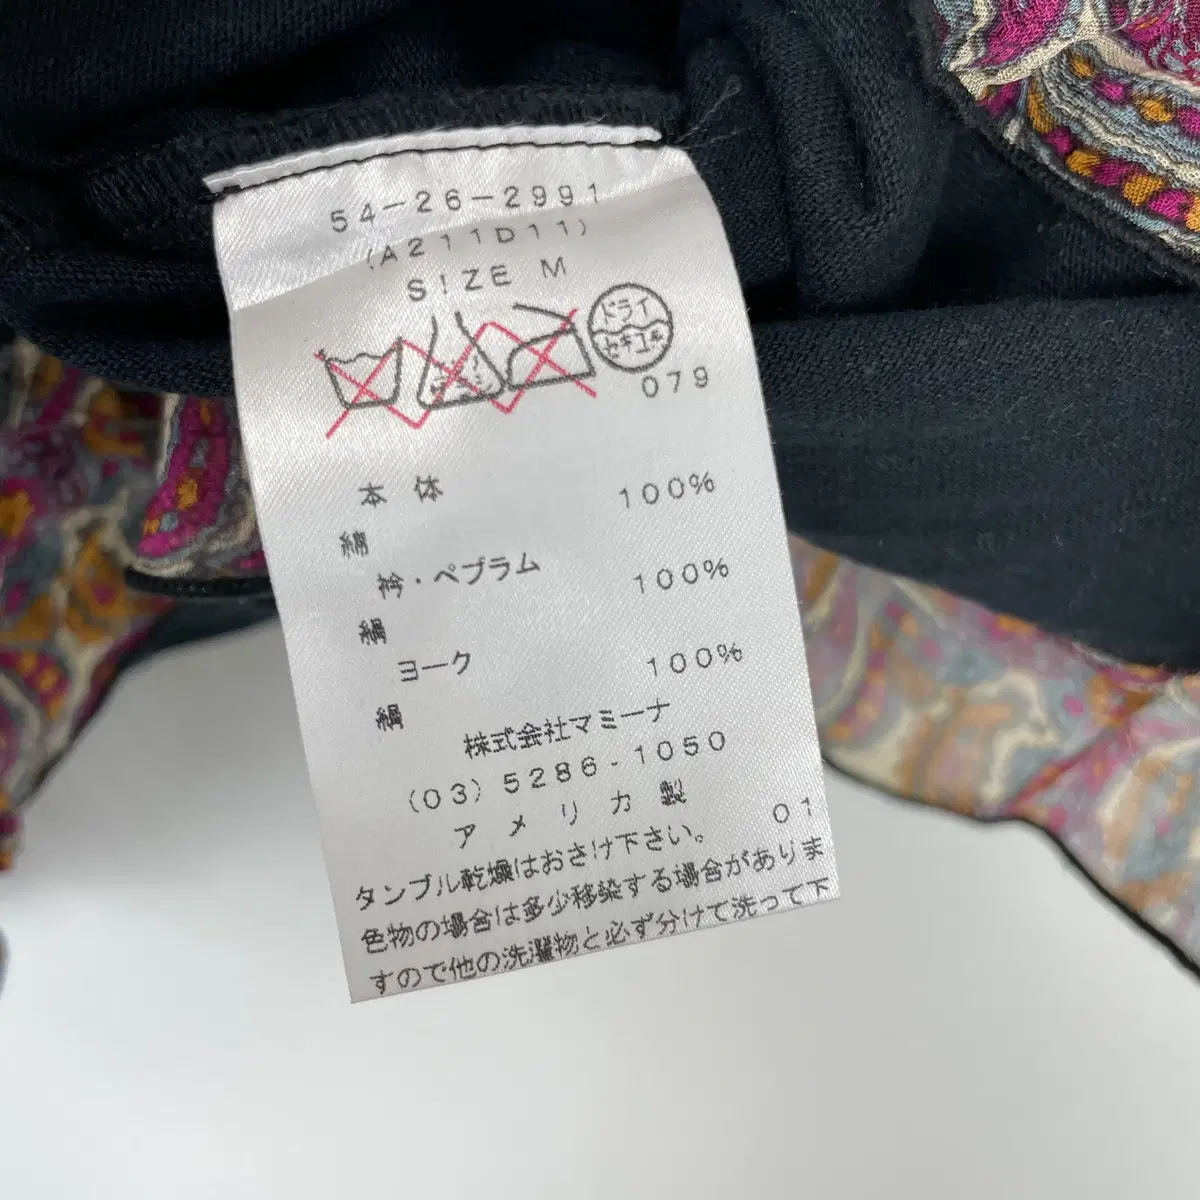 54-26-2991
(A211D11)
SIZE M
ドライ
セキユ系
079
本 体
綿 100%
衿・ペプラム
絹 100%
ヨーク
絹 100%
株式会社マミーナ
(03) 5286-1050
ア メ リ カ 製
タンブル乾燥はおさけ下さい。 01
色物の場合は多少移染する場合がありま
すので他の洗濯物と必ず分けて洗って下